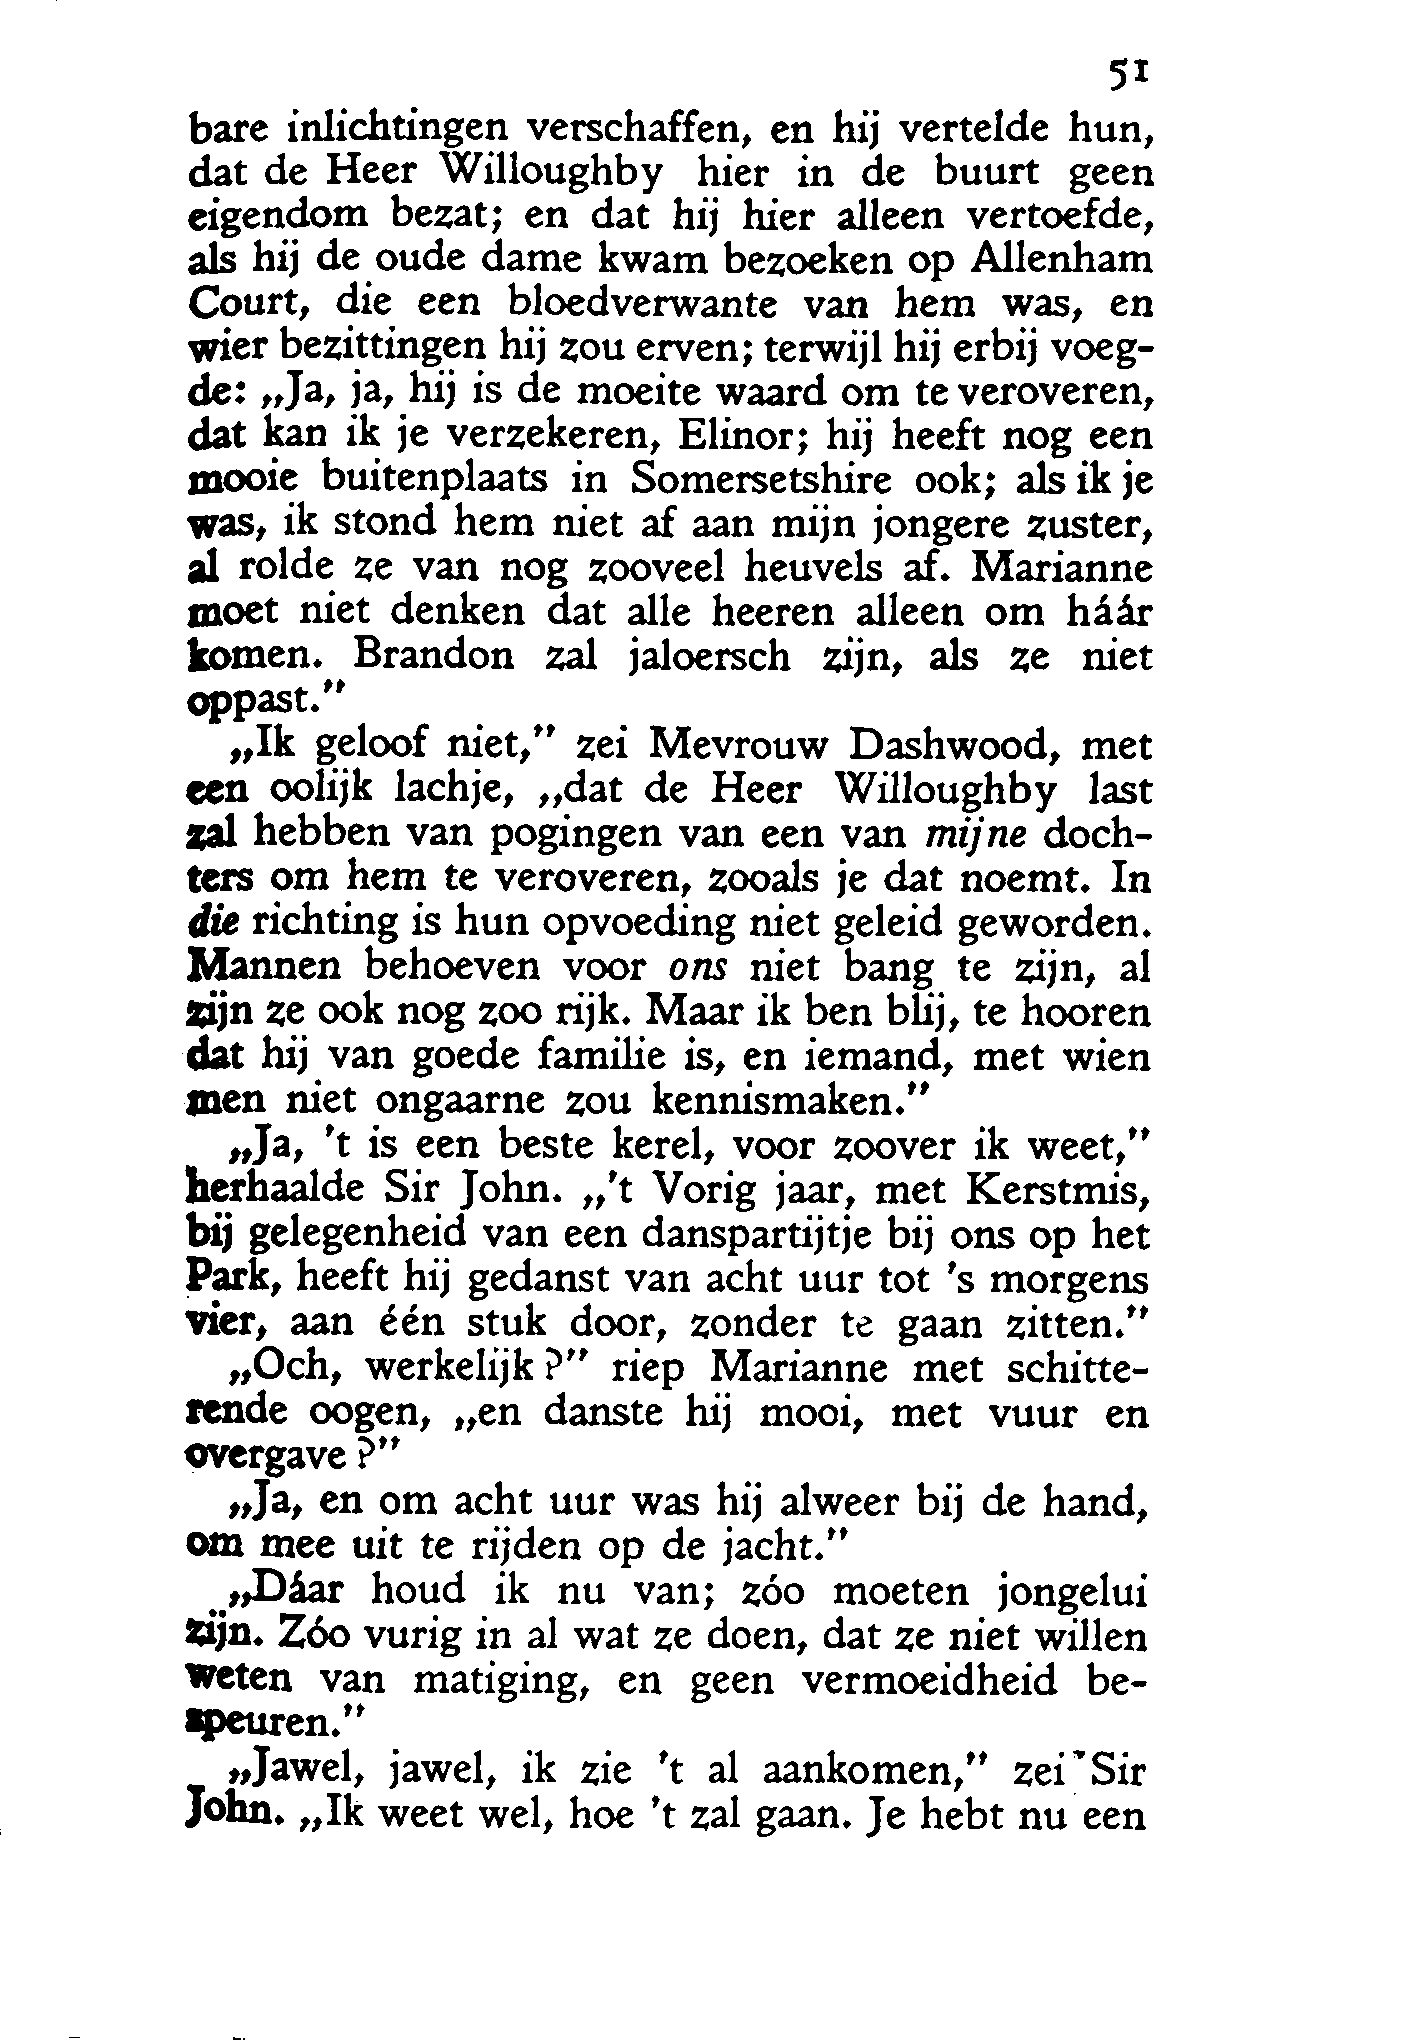 51
bare inlichtingen verschaffen, en hij vertelde hun,
dat de Heer Willoughby hier in de buurt geen
eigendom bezat; en dat hij hier alleen vertoefde,
als hij de oude dame kwam bezoeken op Allenham
Court, die een bloedverwante van hem was, en
wier bezittingen hij zou erven; terwijl hij erbij voeg-
de: „Ja, ja, hij is de moeite waard om te veroveren,
dat kan ik je verzekeren, Elinor; hij heeft nog een
mooie buitenplaats in Somersetshire ook; als ik je
was, ik stond hem niet af aan mijn jongere zuster,
al rolde ze van nog zooveel heuvels af. Marianne
moet niet denken dat alle heeren alleen om háár
komen. Brandon zal jaloersch zijn, als ze niet
oppast.”
„Ik geloof niet,” zei Mevrouw Dashwood, met
een oolijk lachje, „dat de Heer Willoughby last
zal hebben van pogingen van een van mijne doch-
ters om hem te veroveren, zooals je dat noemt. In
die richting is hun opvoeding niet geleid geworden.
Mannen behoeven voor ons niet bang te zijn, al
zijn ze ook nog zoo rijk. Maar ik ben blij, te hooren
dat hij van goede familie is, en iemand, met wien
men niet ongaarne zou kennismaken.”
„Ja, 't is een beste kerel, voor zoover ik weet,”
herhaalde Sir John. „'t Vorig jaar, met Kerstmis,
bij gelegenheid van een danspartijtje bij ons op het
Park, heeft hij gedanst van acht uur tot 's morgens
vier, aan één stuk door, zonder te gaan zitten.”
„Och, werkelijk?” riep Marianne met schitte-
rende oogen, „en danste hij mooi, met vuur en
overgave?”
„Ja, en om acht uur was hij alweer bij de hand,
om mee uit te rijden op de jacht.”
„Dáar houd ik nu van; zóo moeten jongelui
zijn. Zóo vurig in al wat ze doen, dat ze niet willen
weten van matiging, en geen vermoeidheid be-
speuren.”
„Jawel, jawel, ik zie 't al aankomen,” zei Sir
John. „Ik weet wel, hoe 't zal gaan. Je hebt nu een